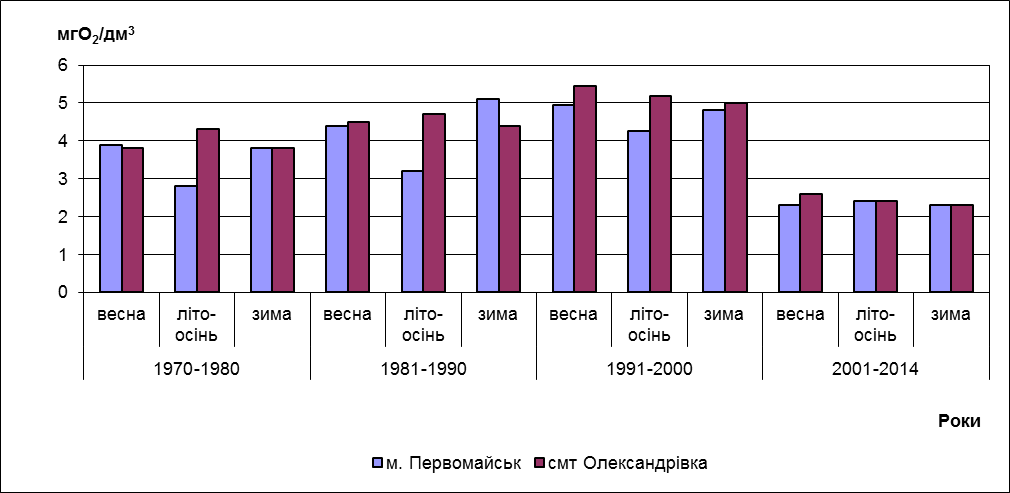 мгО₂/дм³
6
5
4
3
2
1
0
весна літо- зима весна літо- зима весна літо- зима весна літо- зима
осінь осінь осінь осінь
1970-1980 1981-1990 1991-2000 2001-2014
Роки
м. Первомайськ смт Олександрівка